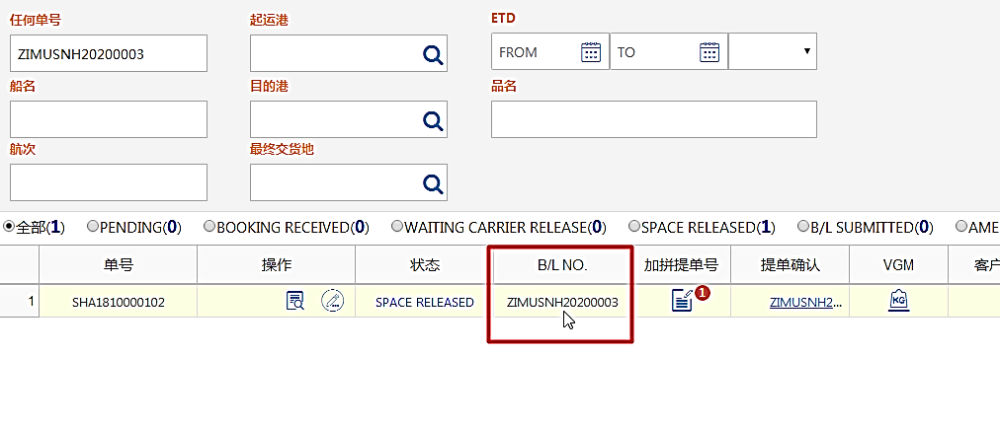 任何单号 起运港 ETD
ZIMUSNH20200003 FROM TO
船名 目的港 品名
航次 最终交货地
全部(1) PENDING(0) BOOKING RECEIVED(0) WAITING CARRIER RELEASE(0) SPACE RELEASED(1) B/L SUBMITTED(0) AME
单号 操作 状态 B/L NO. 加拼提单号 提单确认 VGM 客户
1 SHA1810000102 SPACE RELEASED ZIMUSNH20200003 1 ZIMUSNH2... KG